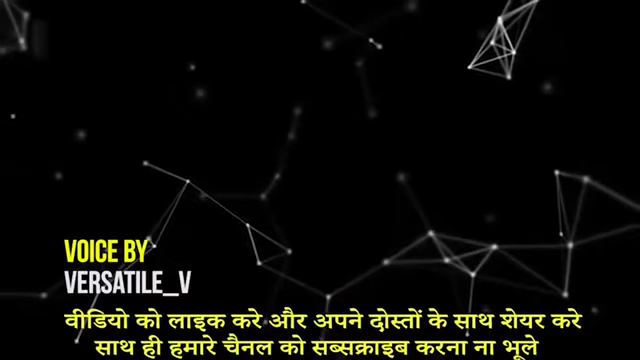 VOICE BY
VERSATILE_V
वीडियो को लाइक करे और अपने दोस्तों के साथ शेयर करे
साथ ही हमारे चैनल को सब्सक्राइब करना ना भूले